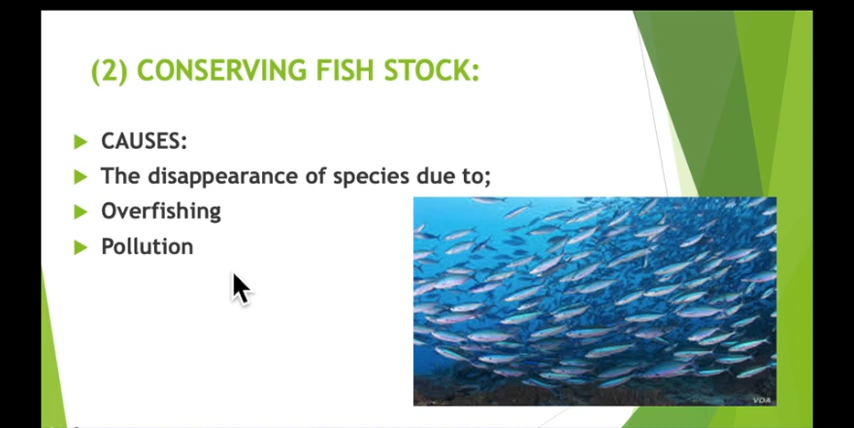 (2) CONSERVING FISH STOCK:
CAUSES:
The disappearance of species due to;
Overfishing
Pollution
VOA